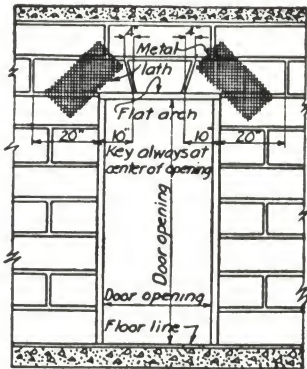 4" Metal 4"
lath
Flat arch
20" 10" 10" 20"
Key always at
center of opening
Door opening
Door opening
Floor line